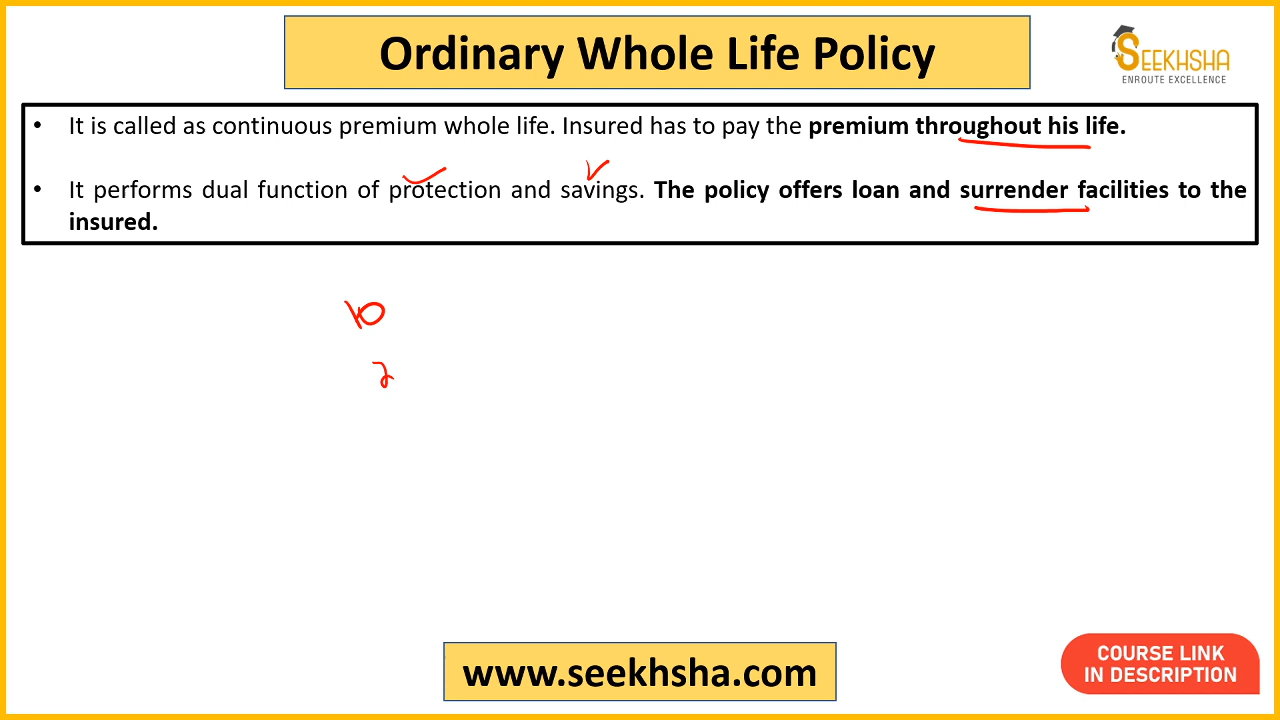 Ordinary Whole Life Policy
SEEKHSHA
ENROUTE EXCELLENCE
• It is called as continuous premium whole life. Insured has to pay the premium throughout his life.
• It performs dual function of protection and savings. The policy offers loan and surrender facilities to the
insured.
10
2
www.seekhsha.com
COURSE LINK
IN DESCRIPTION